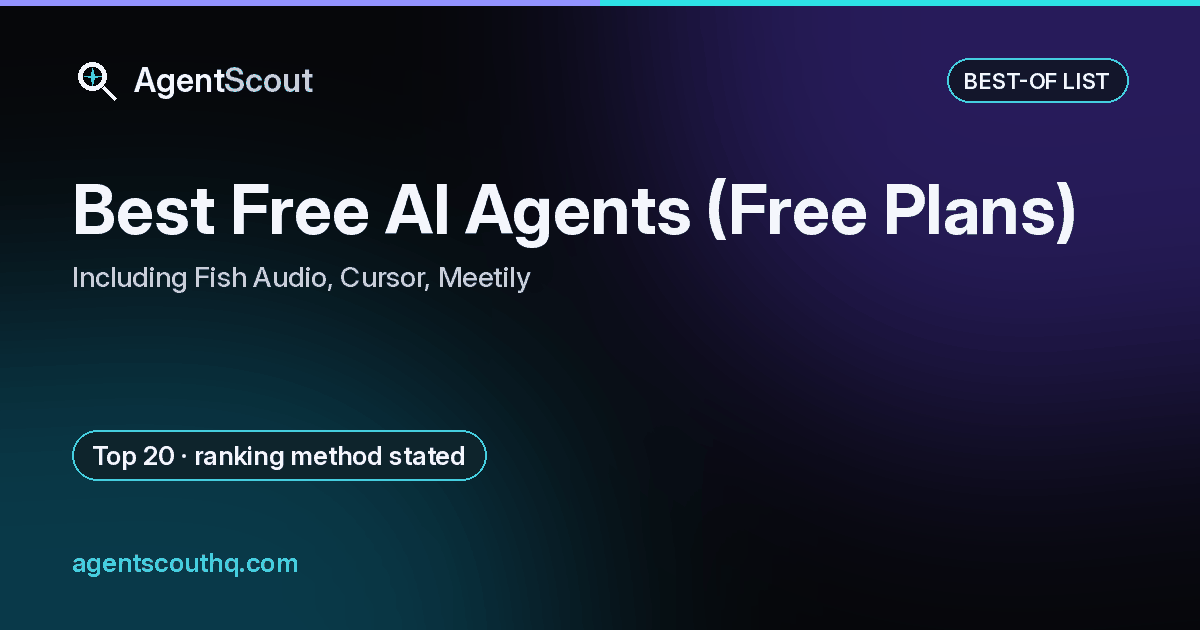 AgentScout
BEST-OF LIST
Best Free AI Agents (Free Plans)
Including Fish Audio, Cursor, Meetily
Top 20 · ranking method stated
agentscouthq.com